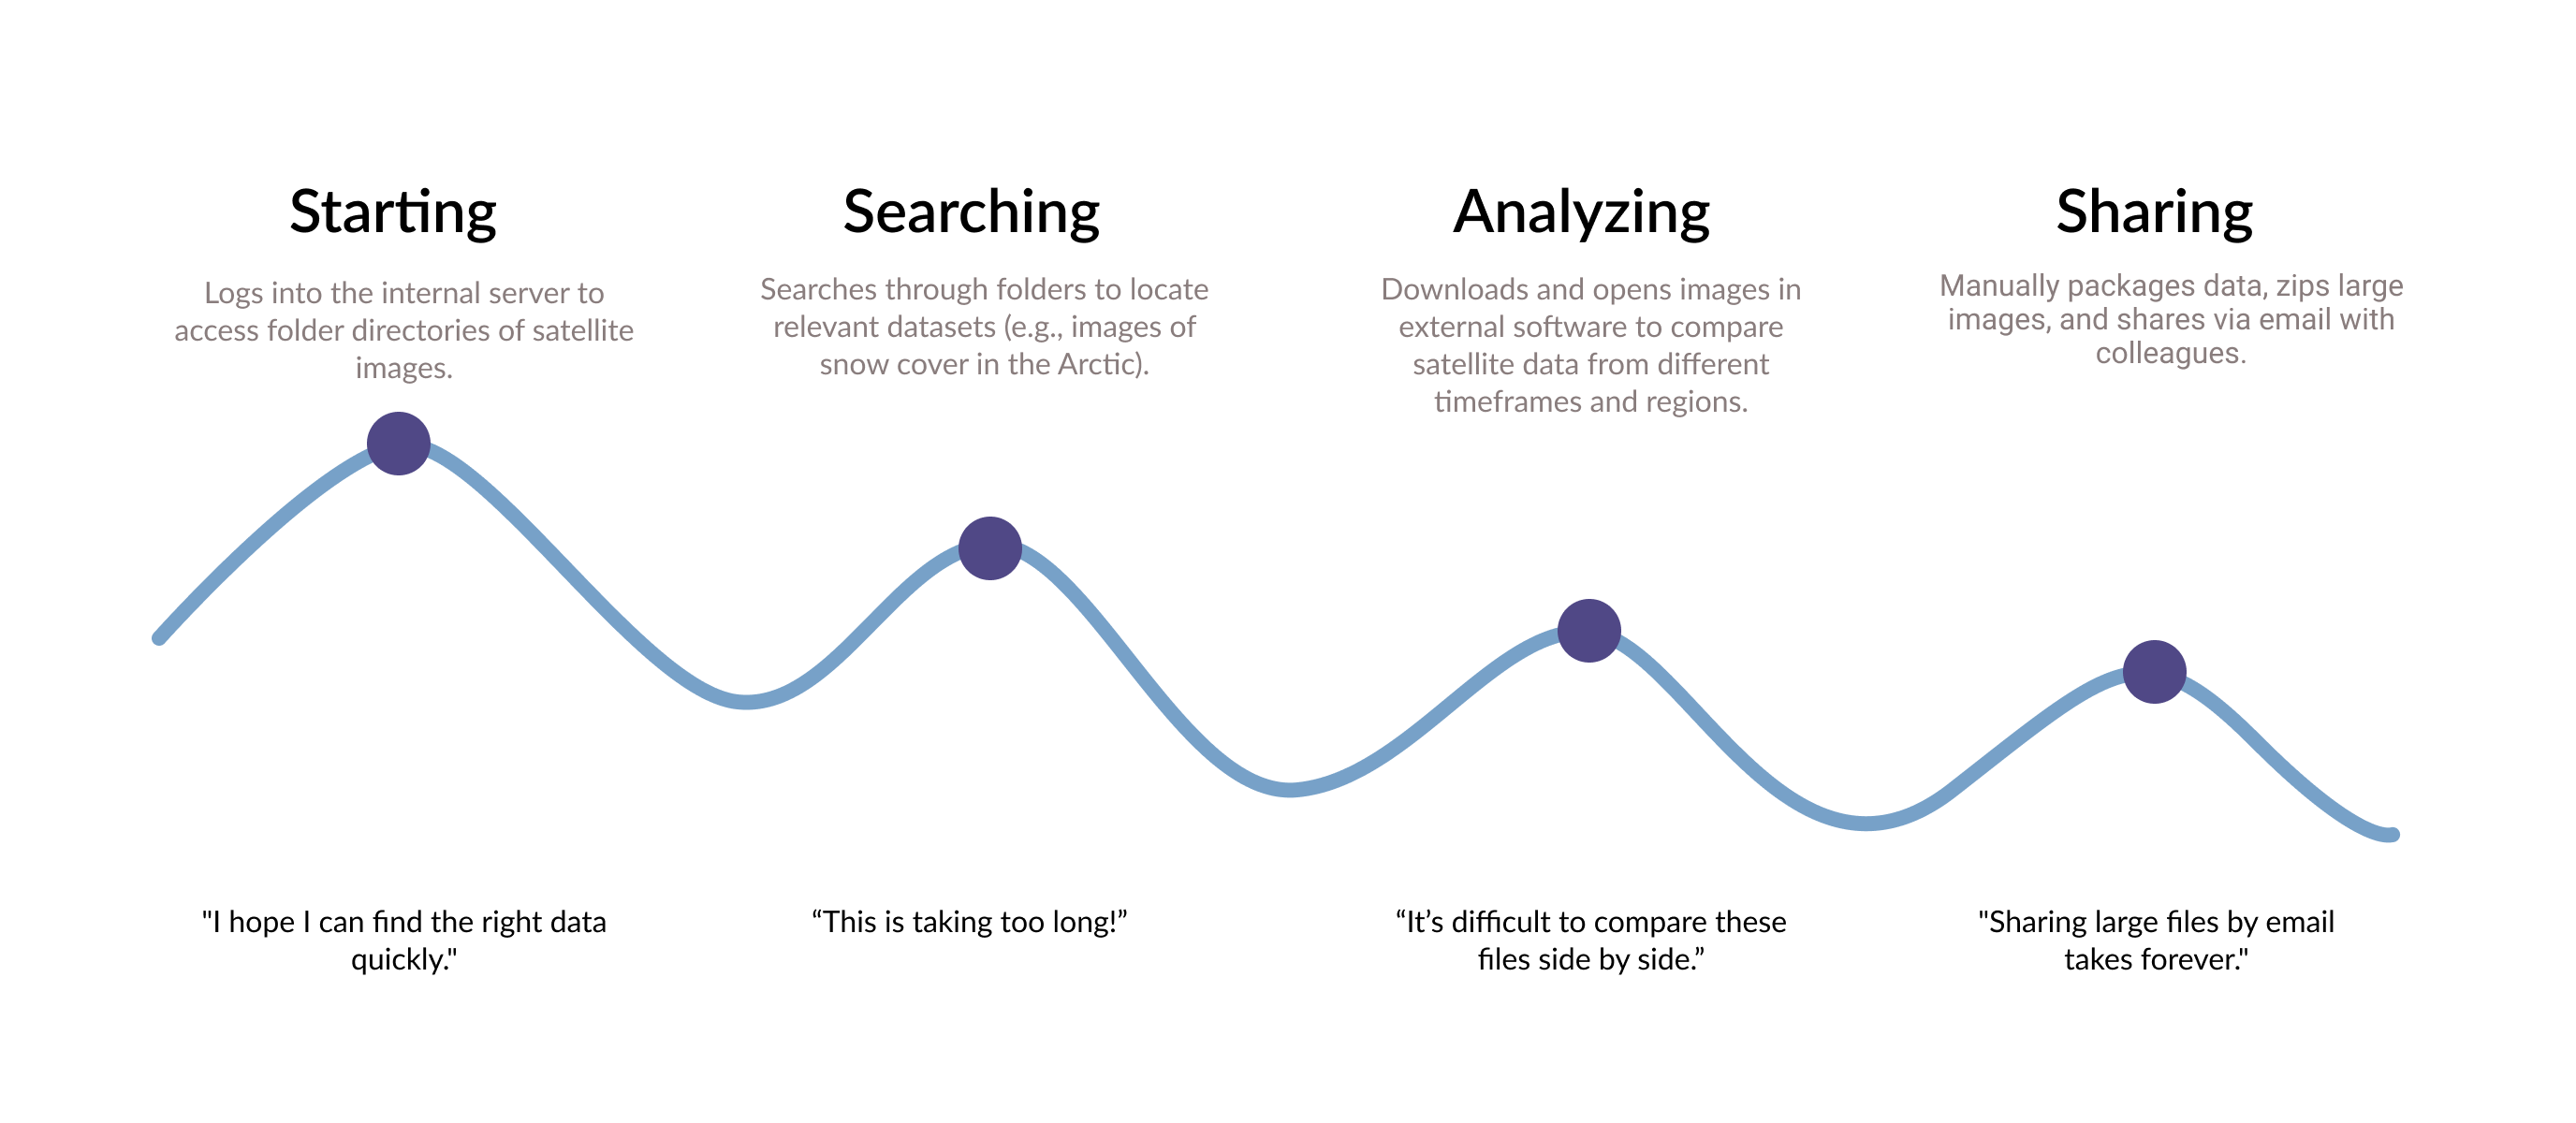 Starting
Logs into the internal server to
access folder directories of satellite
images.
Searching
Searches through folders to locate
relevant datasets (e.g., images of
snow cover in the Arctic).
Analyzing
Downloads and opens images in
external software to compare
satellite data from different
timeframes and regions.
Sharing
Manually packages data, zips large
images, and shares via email with
colleagues.
"I hope I can find the right data
quickly."
“This is taking too long!”
“It’s difficult to compare these
files side by side.”
"Sharing large files by email
takes forever."